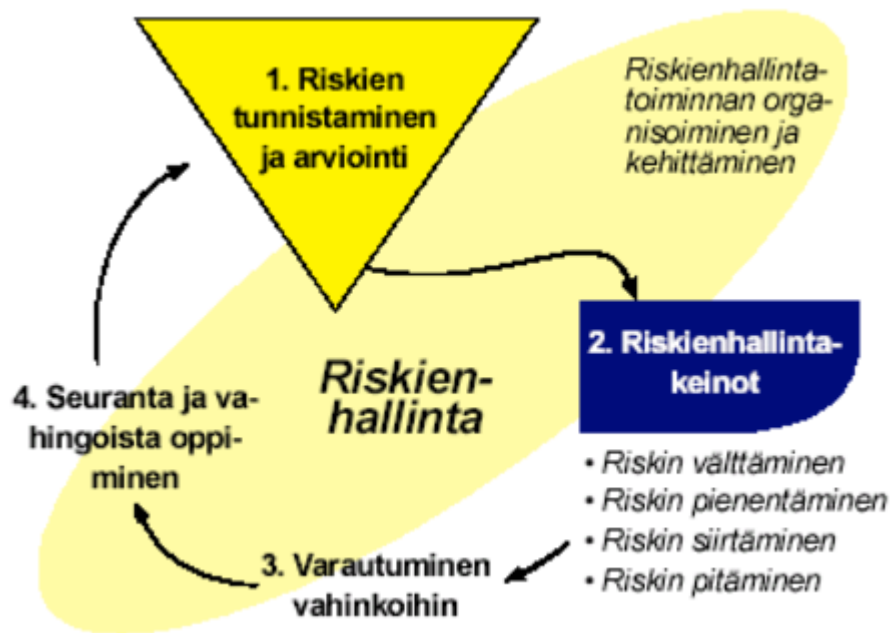 1. Riskien
tunnistaminen
ja arviointi
Riskienhallinta-
toiminnan orga-
nisoiminen ja
kehittäminen
2. Riskienhallinta-
keinot
• Riskin välttäminen
• Riskin pienentäminen
• Riskin siirtäminen
• Riskin pitäminen
3. Varautuminen
vahinkoihin
4. Seuranta ja va-
hingoista oppi-
minen
Riskien-
hallinta